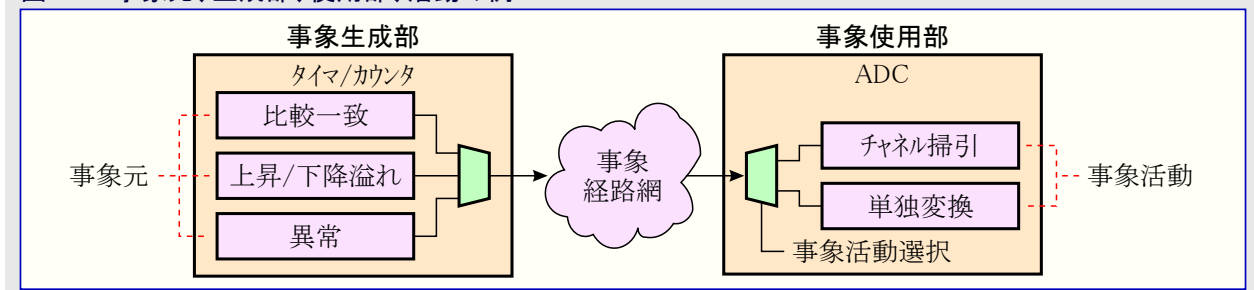 事象生成部
事象使用部
タイマ/カウンタ
ADC
比較一致
上昇/下降溢れ
異常
事象元
事象
経路網
チャネル掃引
単独変換
事象活動
事象活動選択